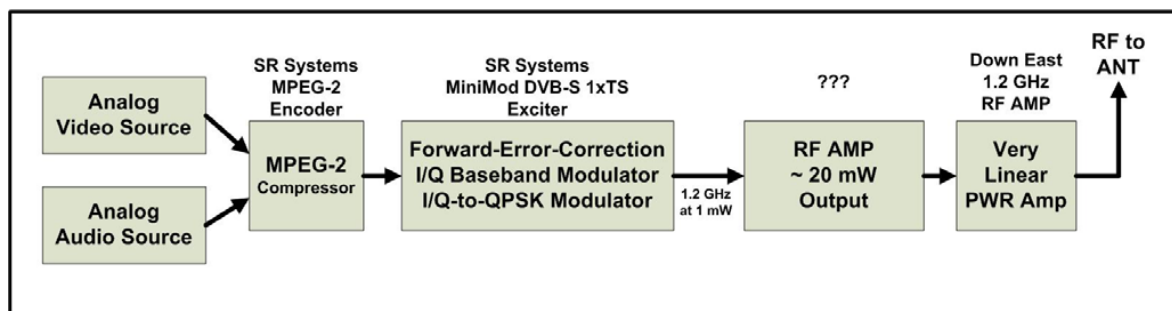 Analog
Video Source
Analog
Audio Source
SR Systems
MPEG-2
Encoder
MPEG-2
Compressor
SR Systems
MiniMod DVB-S 1xTS
Exciter
Forward-Error-Correction
I/Q Baseband Modulator
I/Q-to-QPSK Modulator
1.2 GHz
at 1 mW
???
RF AMP
~ 20 mW
Output
Down East
1.2 GHz
RF AMP
Very
Linear
PWR Amp
RF to
ANT